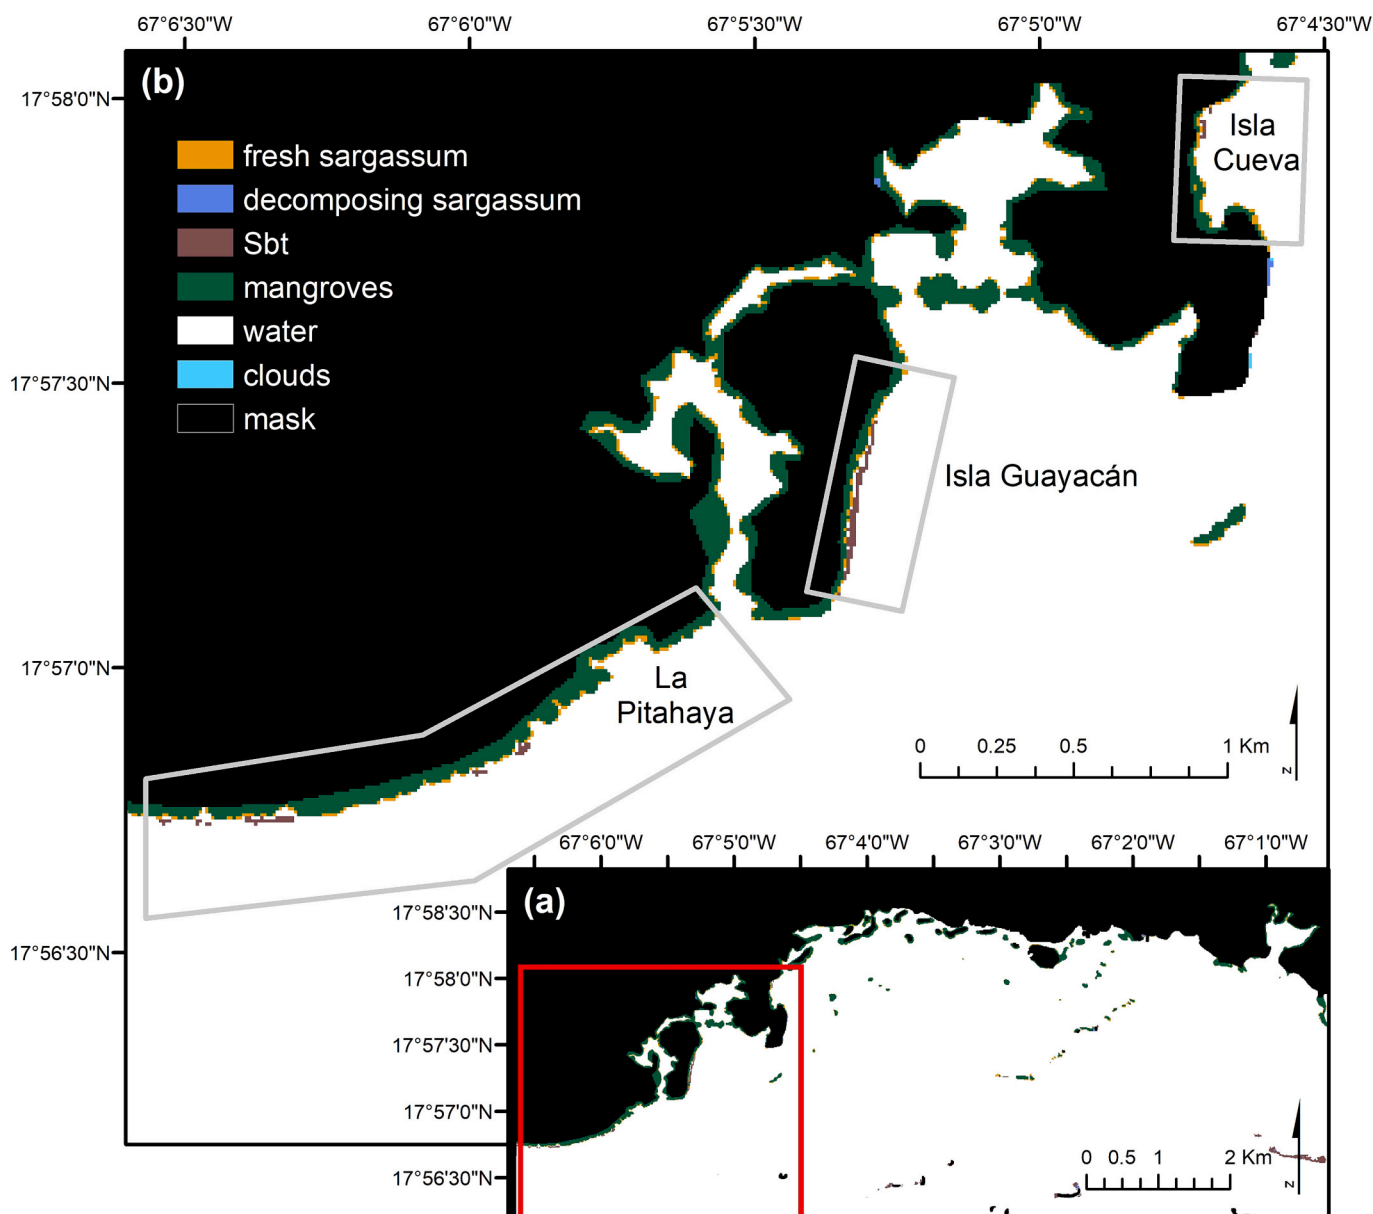 67°6'30"W 67°6'0"W 67°5'30"W 67°5'0"W 67°4'30"W
(b)
17°58'0"N
Isla
Cueva
fresh sargassum
decomposing sargassum
Sbt
mangroves
water
clouds
mask
17°57'30"N
Isla Guayacán
17°57'0"N
La
Pitahaya
0 0.25 0.5 1 Km
N
67°6'0"W 67°5'0"W 67°4'0"W 67°3'0"W 67°2'0"W 67°1'0"W
(a)
17°56'30"N
17°58'30"N
17°58'0"N
17°57'30"N
17°57'0"N
17°56'30"N
0 0.5 1 2 Km
N